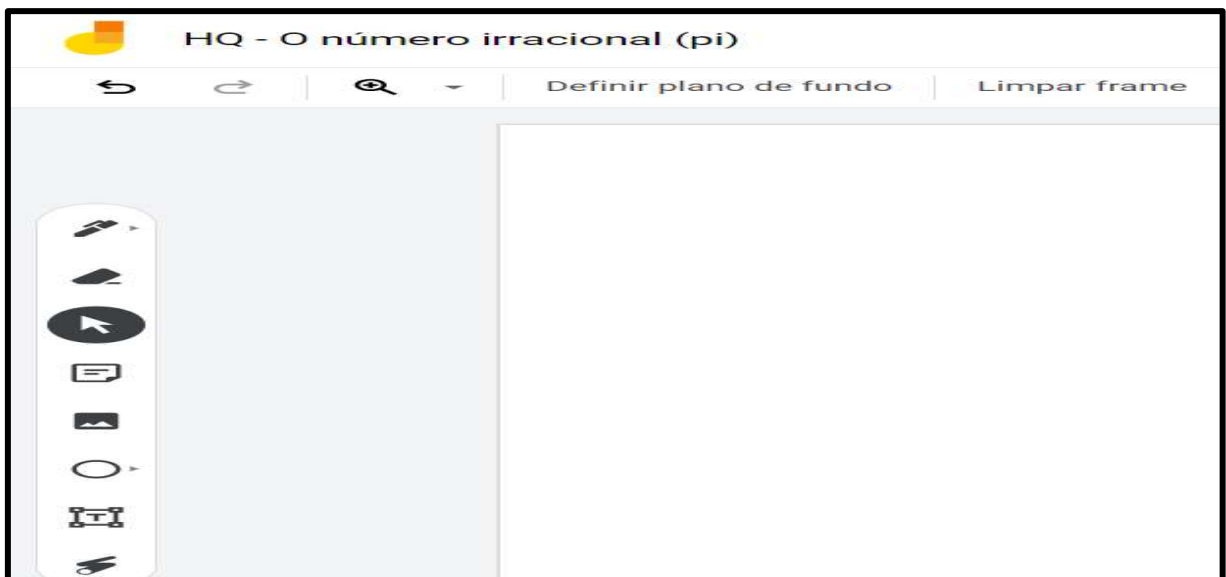 HQ - O número irracional (pi)
Definir plano de fundo Limpar frame